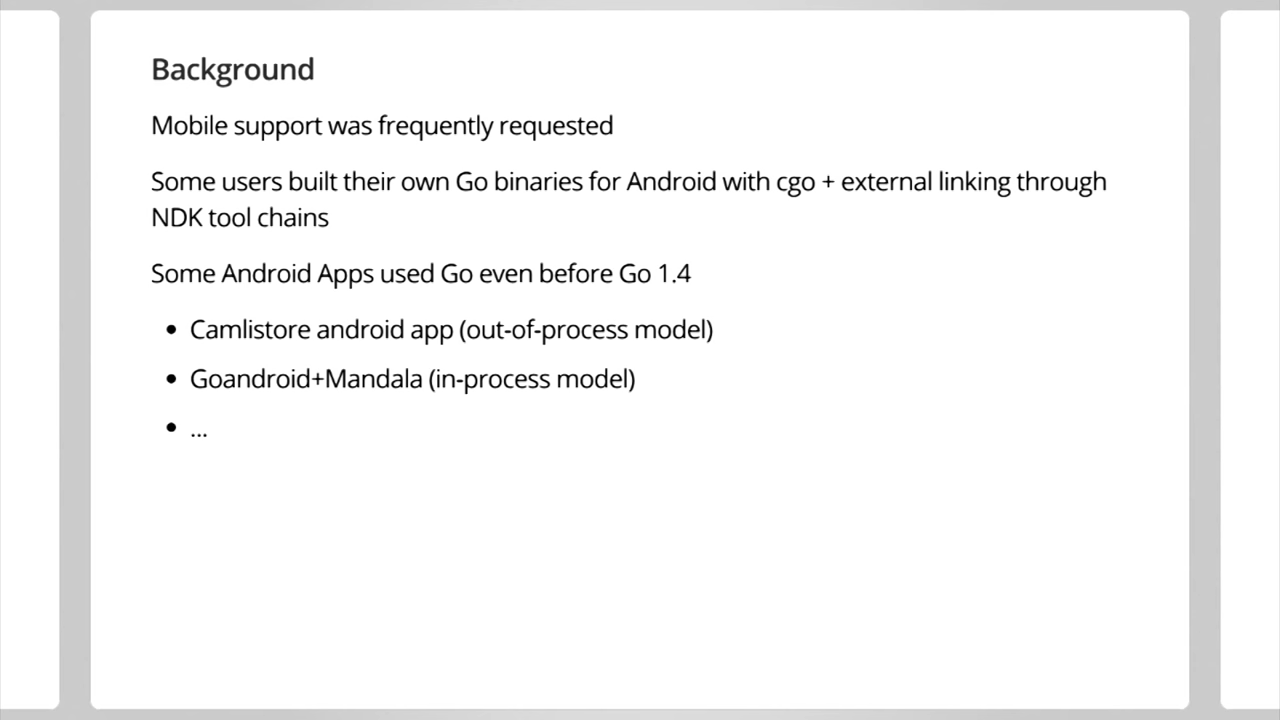 Background
Mobile support was frequently requested
Some users built their own Go binaries for Android with cgo + external linking through
NDK tool chains
Some Android Apps used Go even before Go 1.4
• Camlistore android app (out-of-process model)
• Goandroid+Mandala (in-process model)
• ...